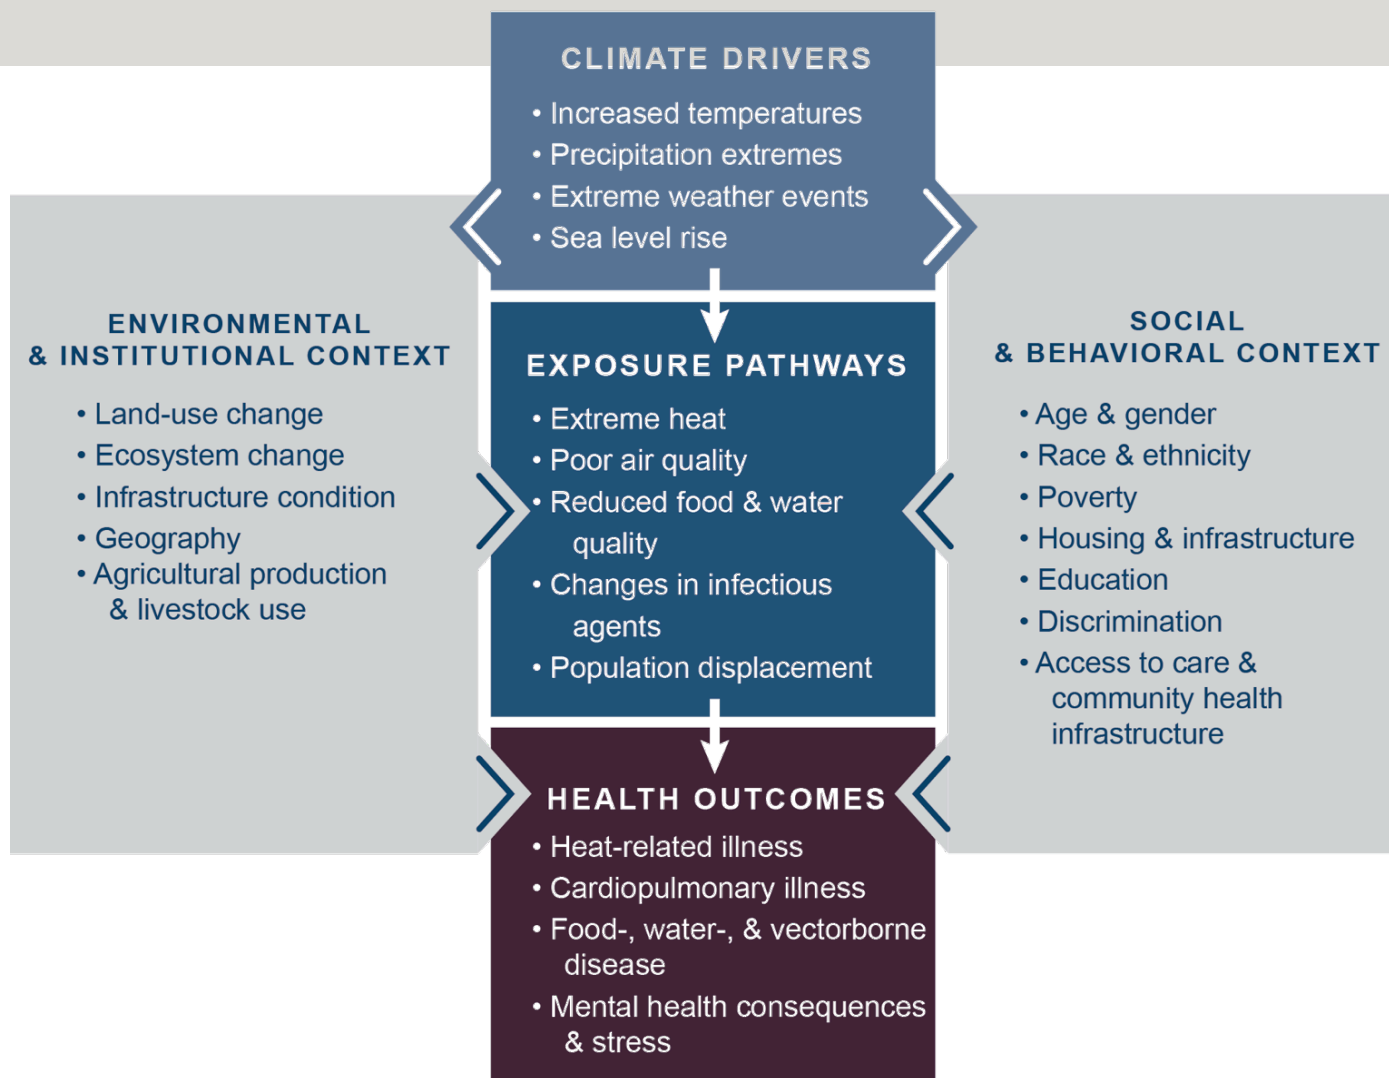 CLIMATE DRIVERS
• Increased temperatures
• Precipitation extremes
• Extreme weather events
• Sea level rise
ENVIRONMENTAL
& INSTITUTIONAL CONTEXT
• Land-use change
• Ecosystem change
• Infrastructure condition
• Geography
• Agricultural production
& livestock use
EXPOSURE PATHWAYS
• Extreme heat
• Poor air quality
• Reduced food & water
quality
• Changes in infectious
agents
• Population displacement
SOCIAL
& BEHAVIORAL CONTEXT
• Age & gender
• Race & ethnicity
• Poverty
• Housing & infrastructure
• Education
• Discrimination
• Access to care &
community health
infrastructure
HEALTH OUTCOMES
• Heat-related illness
• Cardiopulmonary illness
• Food-, water-, & vectorborne
disease
• Mental health consequences
& stress